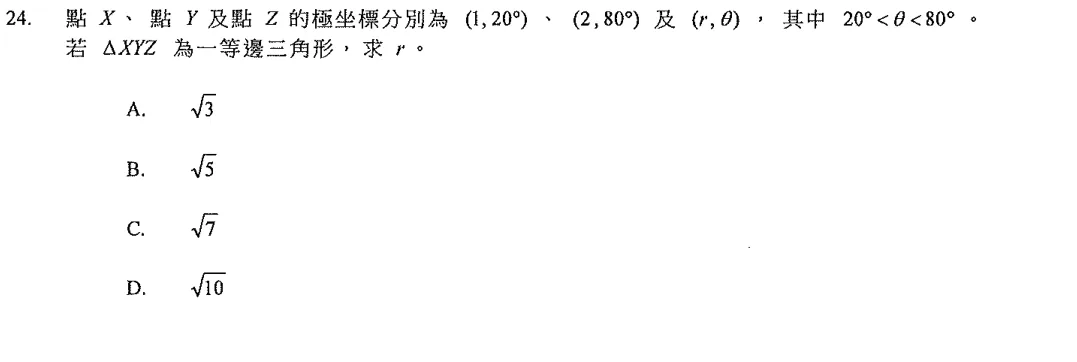 24. 點 X、點 Y 及點 Z 的極坐標分別為 (1, 20°)、(2, 80°) 及 (r, θ)，其中 20° < θ < 80°。
若 ΔXYZ 為一等邊三角形，求 r。
A. √3
B. √5
C. √7
D. √10